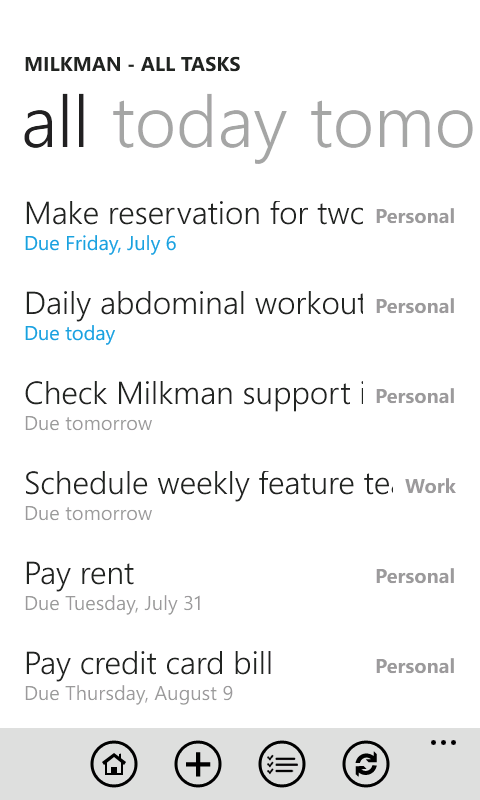 MILKMAN - ALL TASKS
all today tomo
Make reservation for two Personal
Due Friday, July 6
Daily abdominal workout Personal
Due today
Check Milkman support i Personal
Due tomorrow
Schedule weekly feature tea Work
Due tomorrow
Pay rent Personal
Due Tuesday, July 31
Pay credit card bill Personal
Due Thursday, August 9